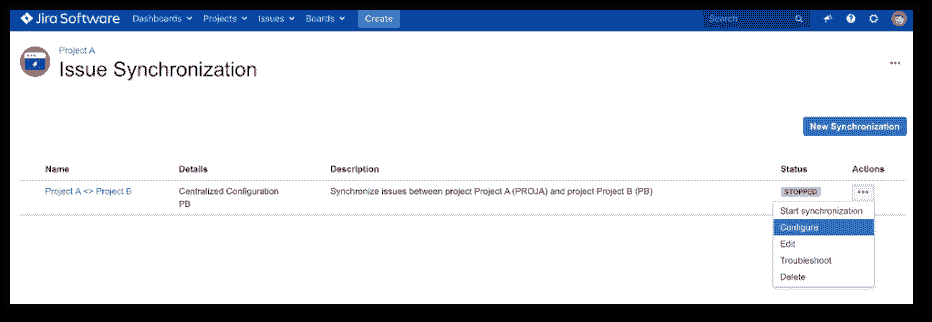 Jira Software Dashboards Projects Issues Boards Create Search
Project A
Issue Synchronization
New Synchronization
Name Details Description Status Actions
Project A <> Project B Centralized Configuration Synchronize issues between project Project A (PROJA) and project Project B (PB) STOPPED
PB
Start synchronization
Configure
Edit
Troubleshoot
Delete